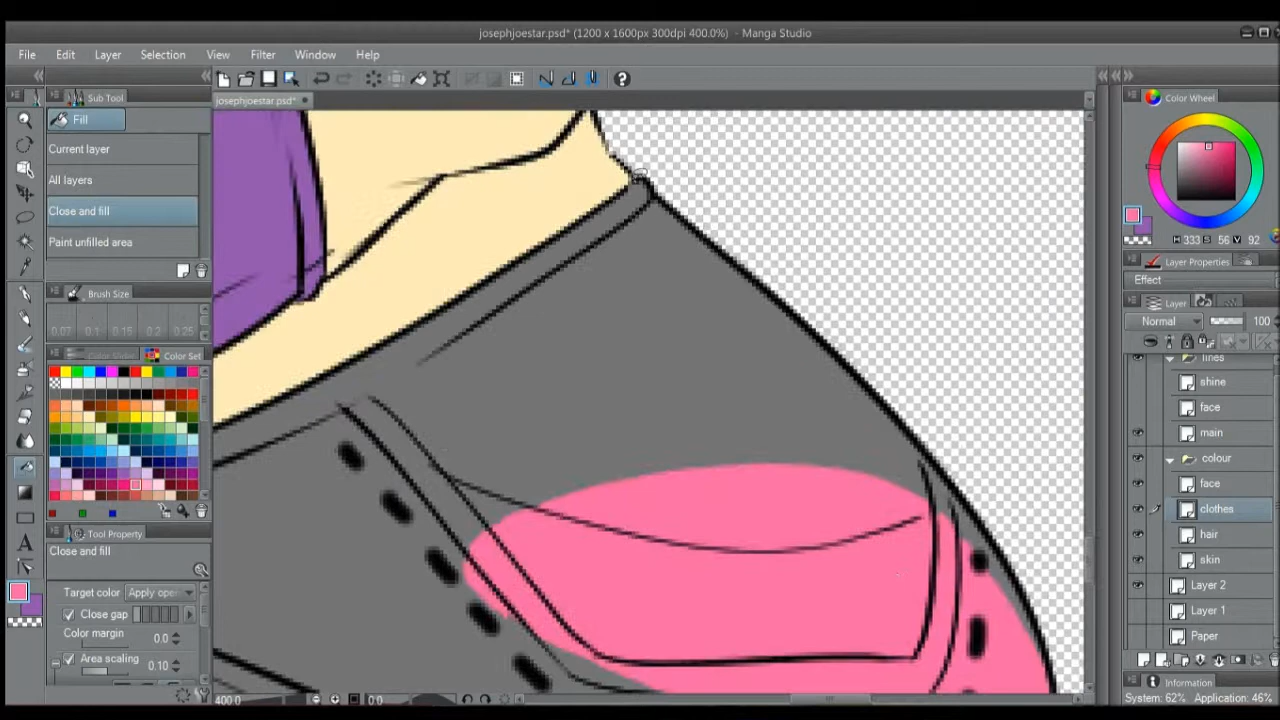 josephjoestar.psd* (1200 x 1600px 300dpi 400.0%) - Manga Studio
File Edit Layer Selection View Filter Window Help
Sub Tool
josephjoestar.psd*
Color Wheel
Fill
Current layer
All layers
Close and fill
Paint unfilled area
H 333 S 56 V 92
Layer Properties
Effect
Brush Size
Layer
0.07 0.1 0.15 0.2 0.25
Normal 100
Color Slider Color Set
lines
shine
face
main
colour
face
clothes
hair
skin
Tool Property
Close and fill
Layer 2
Target color Apply open
Close gap
Layer 1
Color margin 0.0
Paper
Area scaling 0.10
Information
400.0 0.0
System: 62% Application: 46%